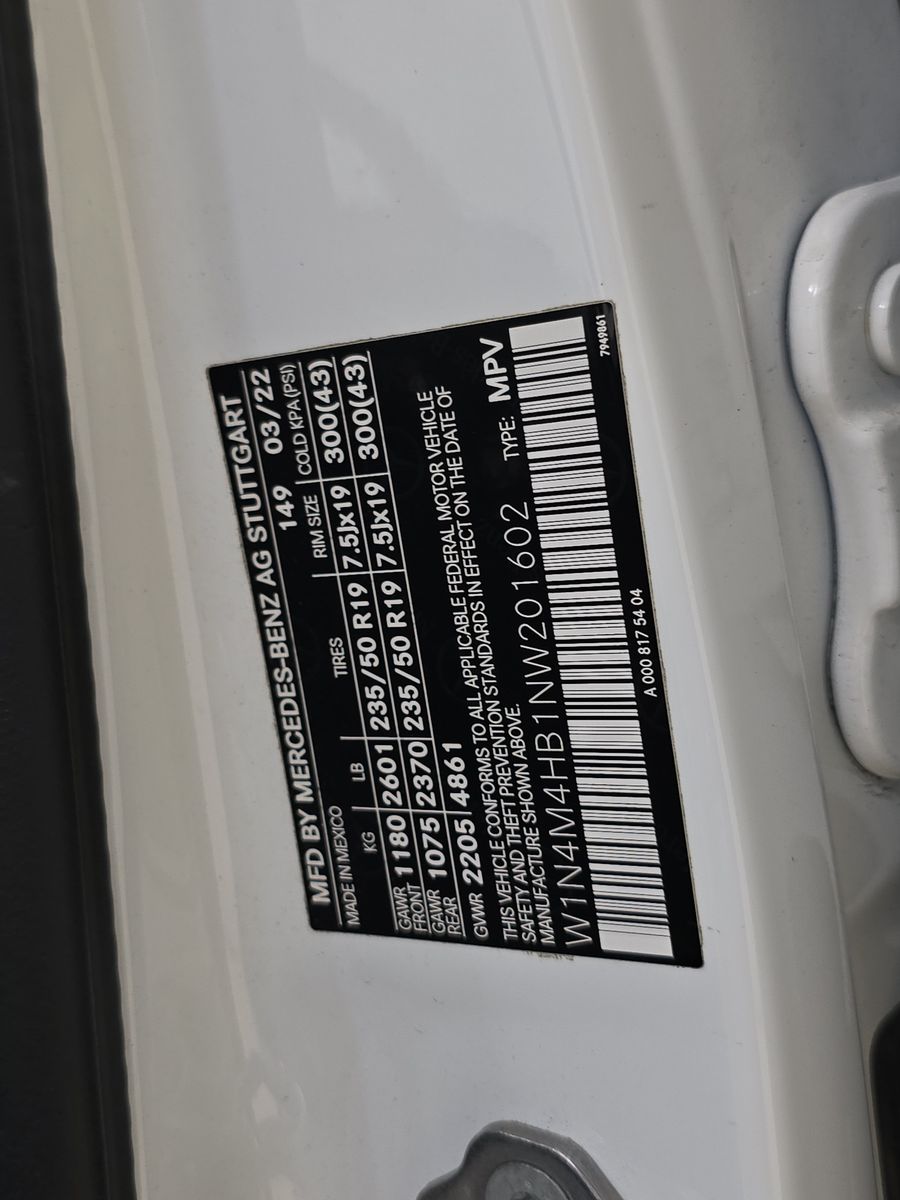 MFD BY MERCEDES-BENZ AG STUTTGART
MADE IN MEXICO 149 03/22
KG LB TIRES RIM SIZE COLD KPA(PSI)
GAWR FRONT 1180 2601 235/50 R19 7.5Jx19 300(43)
GAWR REAR 1075 2370 235/50 R19 7.5Jx19 300(43)
GVWR 2205 4861
THIS VEHICLE CONFORMS TO ALL APPLICABLE FEDERAL MOTOR VEHICLE
SAFETY AND THEFT PREVENTION STANDARDS IN EFFECT ON THE DATE OF
MANUFACTURE SHOWN ABOVE.
W1N4M4HB1NW201602 TYPE: MPV
A 000 817 54 04 7949861